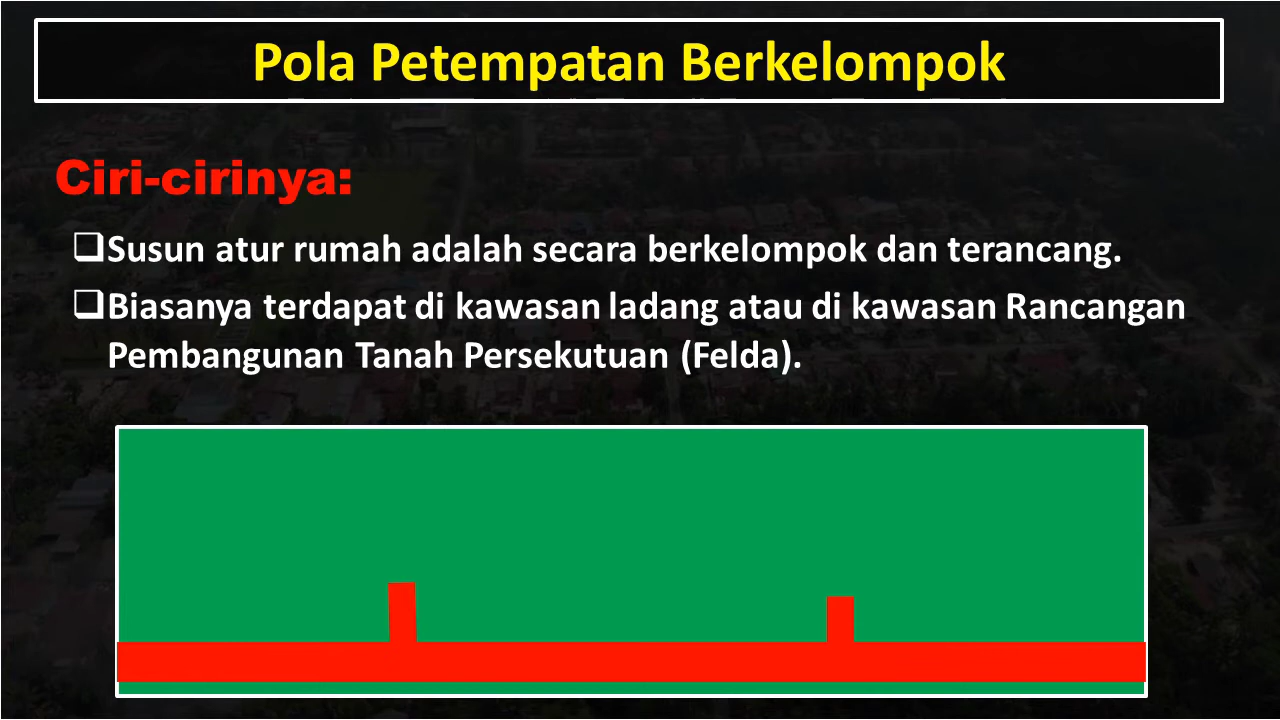 Pola Petempatan Berkelompok
Ciri-cirinya:
Susun atur rumah adalah secara berkelompok dan terancang.
Biasanya terdapat di kawasan ladang atau di kawasan Rancangan
Pembangunan Tanah Persekutuan (Felda).